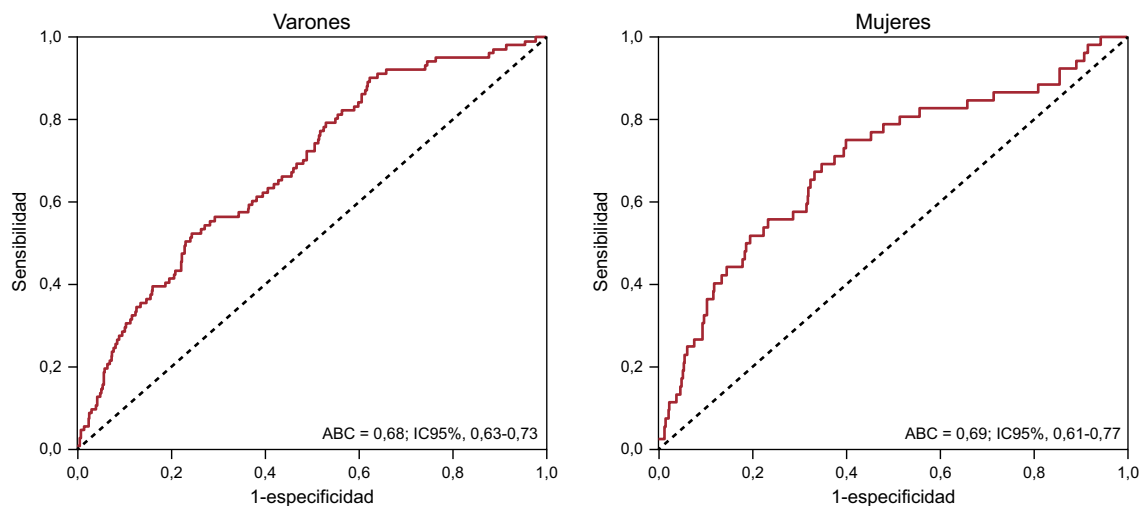 Varones
1,0
0,8
0,6
0,4
0,2
0,0
Sensibilidad
ABC = 0,68; IC95%, 0,63-0,73
0,0 0,2 0,4 0,6 0,8 1,0
1-especificidad
Mujeres
1,0
0,8
0,6
0,4
0,2
0,0
Sensibilidad
ABC = 0,69; IC95%, 0,61-0,77
0,0 0,2 0,4 0,6 0,8 1,0
1-especificidad